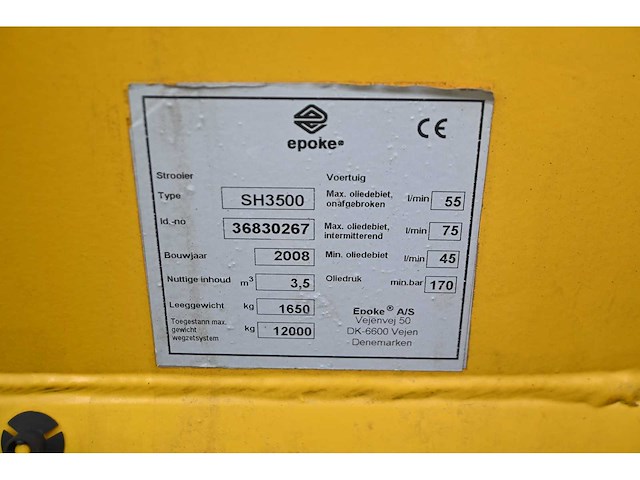 epoke®
CE
Strooier
Type SH3500
Id.-no 36830267
Bouwjaar 2008
Nuttige inhoud m³ 3,5
Leeggewicht kg 1650
Toegestann max.
gewicht kg 12000
wegzetsystem
Voertuig
Max. oliedebiet,
onafgebroken l/min 55
Max. oliedebiet,
intermitterend l/min 75
Min. oliedebiet l/min 45
Oliedruk min.bar 170
Epoke® A/S
Vejenvej 50
DK-6600 Vejen
Denemarken